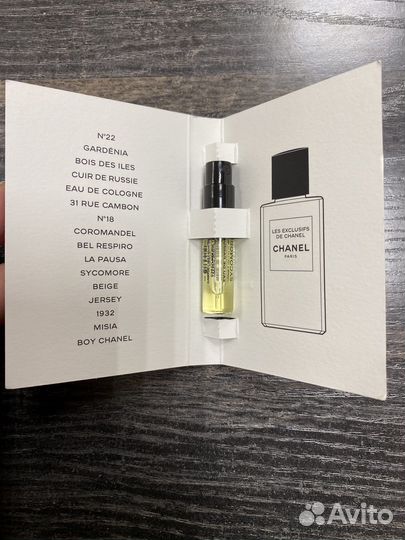 N°22
GARDÉNIA
BOIS DES ILES
CUIR DE RUSSIE
EAU DE COLOGNE
31 RUE CAMBON
N°18
COROMANDEL
BEL RESPIRO
LA PAUSA
SYCOMORE
BEIGE
JERSEY
1932
MISIA
BOY CHANEL
SYCOMORE
LES EXCLUSIFS
DE CHANEL
CHANEL
PARIS
Avito